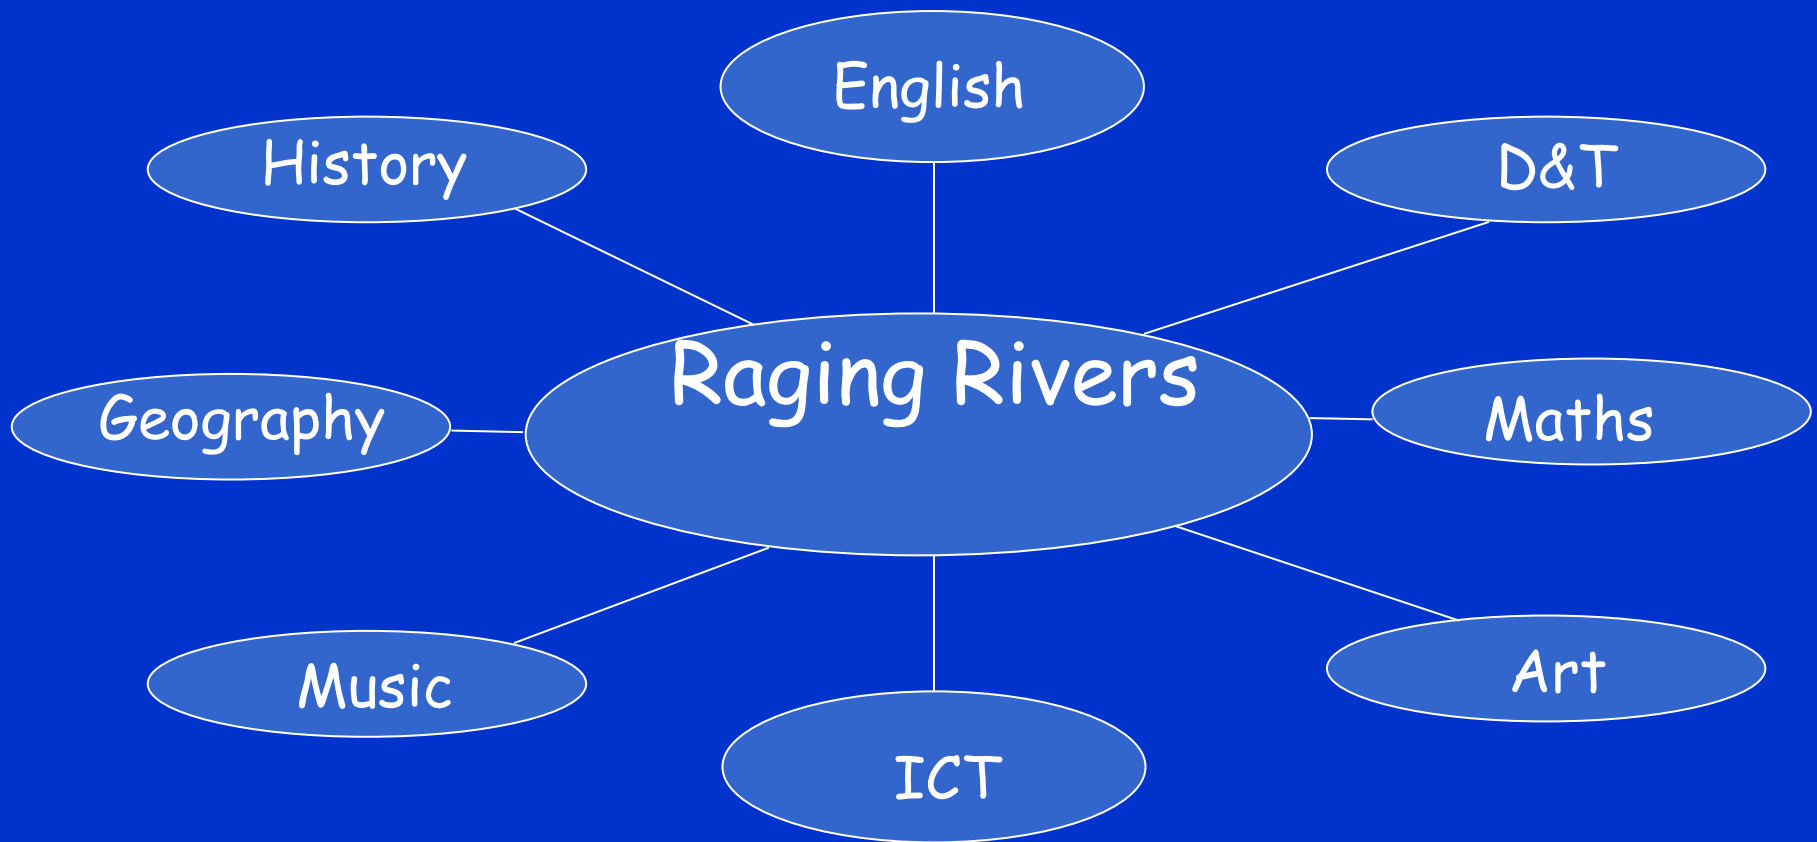 English
History
D&T
Raging Rivers
Geography
Maths
Music
Art
ICT